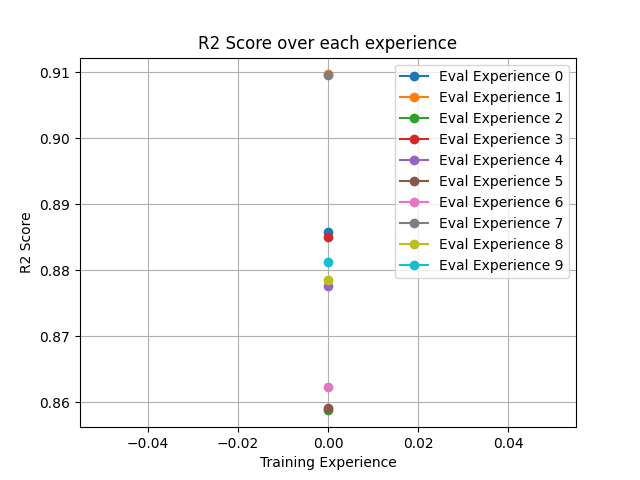 R2 Score over each experience
0.91
0.90
0.89
0.88
0.87
0.86
R2 Score
Eval Experience 0
Eval Experience 1
Eval Experience 2
Eval Experience 3
Eval Experience 4
Eval Experience 5
Eval Experience 6
Eval Experience 7
Eval Experience 8
Eval Experience 9
−0.04 −0.02 0.00 0.02 0.04
Training Experience